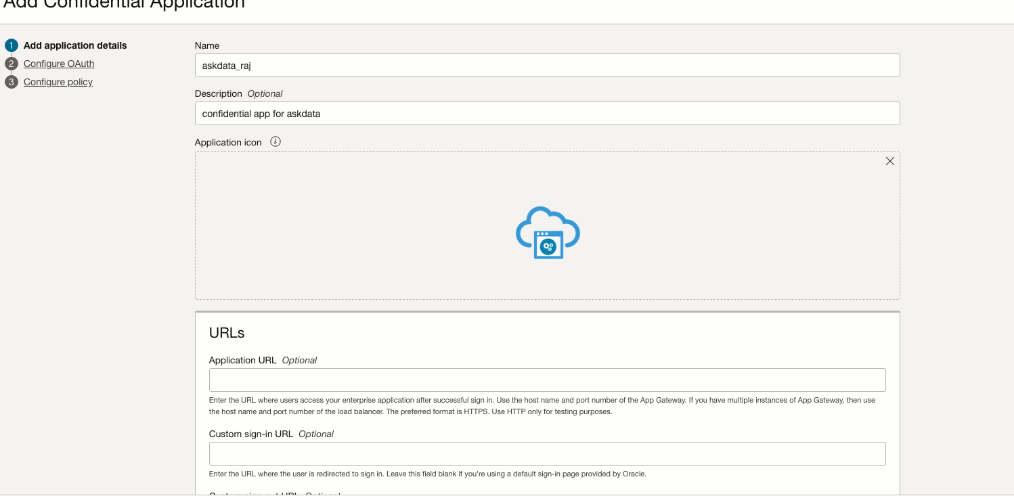 Add Confidential Application
1 Add application details
2 Configure OAuth
3 Configure policy
Name
askdata_raj
Description Optional
confidential app for askdata
Application icon
URLs
Application URL Optional
Enter the URL where users access your enterprise application after successful sign in. Use the host name and port number of the App Gateway. If you have multiple instances of App Gateway, then use
the host name and port number of the load balancer. The preferred format is HTTPS. Use HTTP only for testing purposes.
Custom sign-in URL Optional
Enter the URL where the user is redirected to sign in. Leave this field blank if you're using a default sign-in page provided by Oracle.